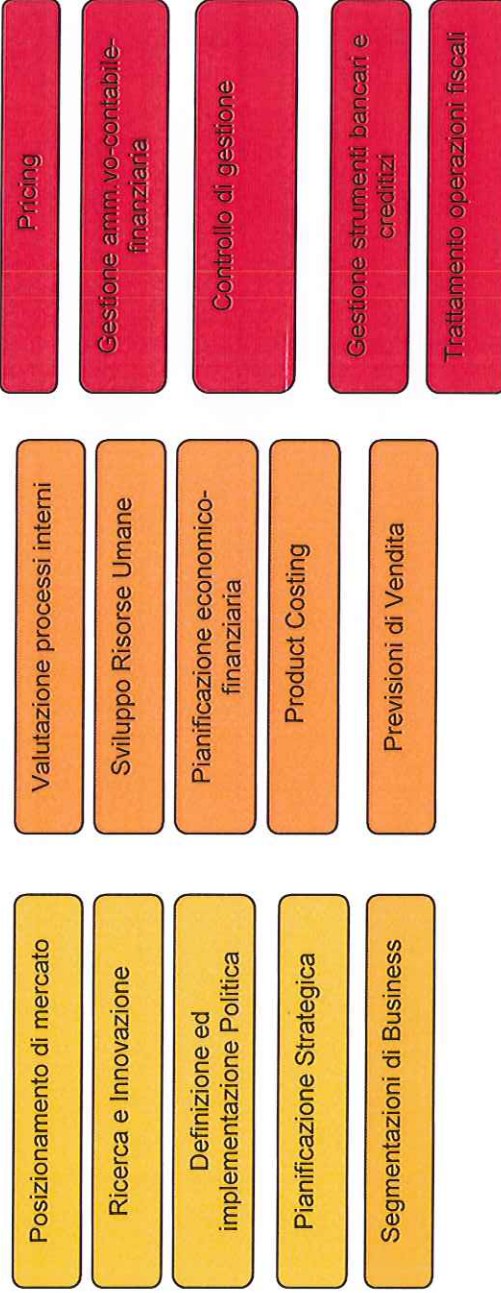 Posizionamento di mercato
Ricerca e Innovazione
Definizione ed
implementazione Politica
Pianificazione Strategica
Segmentazioni di Business
Valutazione processi interni
Sviluppo Risorse Umane
Pianificazione economico-
finanziaria
Product Costing
Previsioni di Vendita
Pricing
Gestione amm.vo-contabile-
finanziaria
Controllo di gestione
Gestione strumenti bancari e
creditizi
Trattamento operazioni fiscali